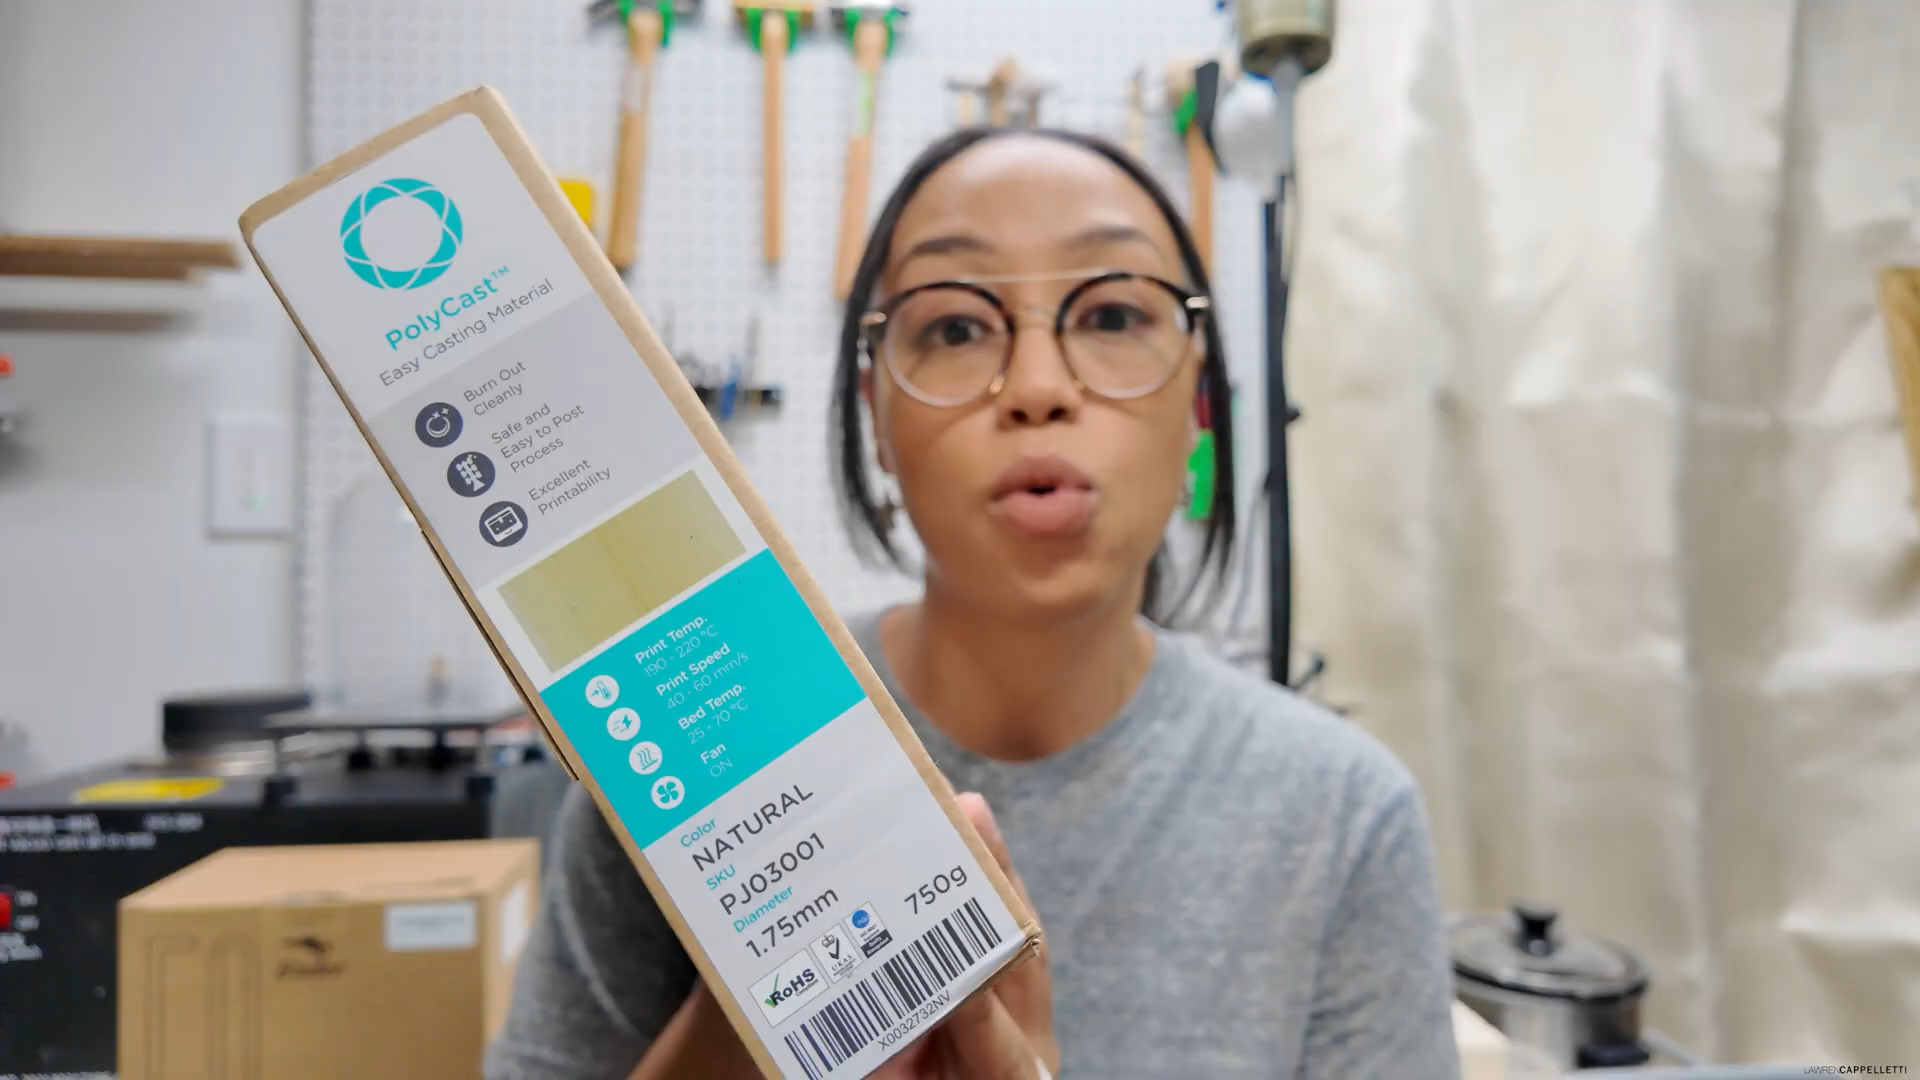 PolyCast™
Easy Casting Material
Burn Out
Cleanly
Safe and
Easy to Post
Process
Excellent
Printability
Print Temp.
190 - 220 °C
Print Speed
40 - 60 mm/s
Bed Temp.
25 - 70 °C
Fan
ON
Color
NATURAL
SKU
PJ03001
Diameter
1.75mm
750g
RoHS
Compliant
UKAS
X0032732NV
LAWRENCAPPELLETTI